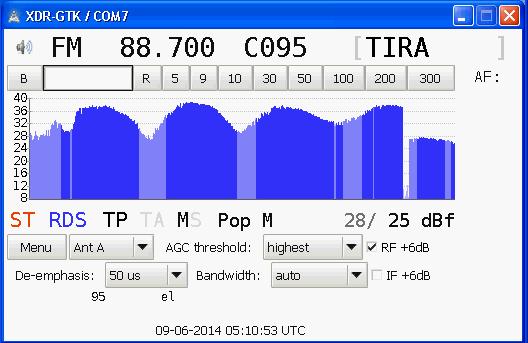 XDR-GTK / COM7
FM 88.700 C095 [TIRA ]
B R 5 9 10 30 50 100 200 300 AF:
40
36
32
28
24
20
16
12
8
ST RDS TP TA MS Pop M 28/ 25 dBf
Menu Ant A AGC threshold: highest RF +6dB
De-emphasis: 50 us Bandwidth: auto IF +6dB
95 el
09-06-2014 05:10:53 UTC